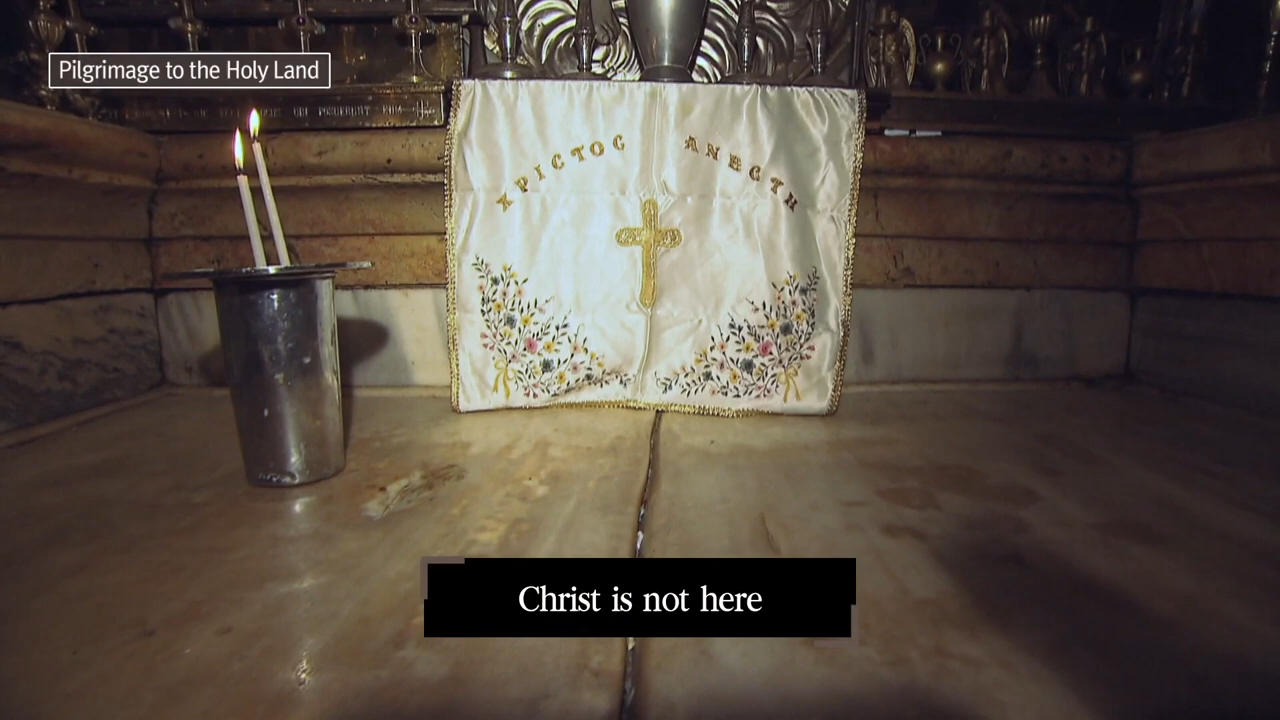 Pilgrimage to the Holy Land
ΧΡΙCΤΟC ΑΝΕCΤΗ
Christ is not here